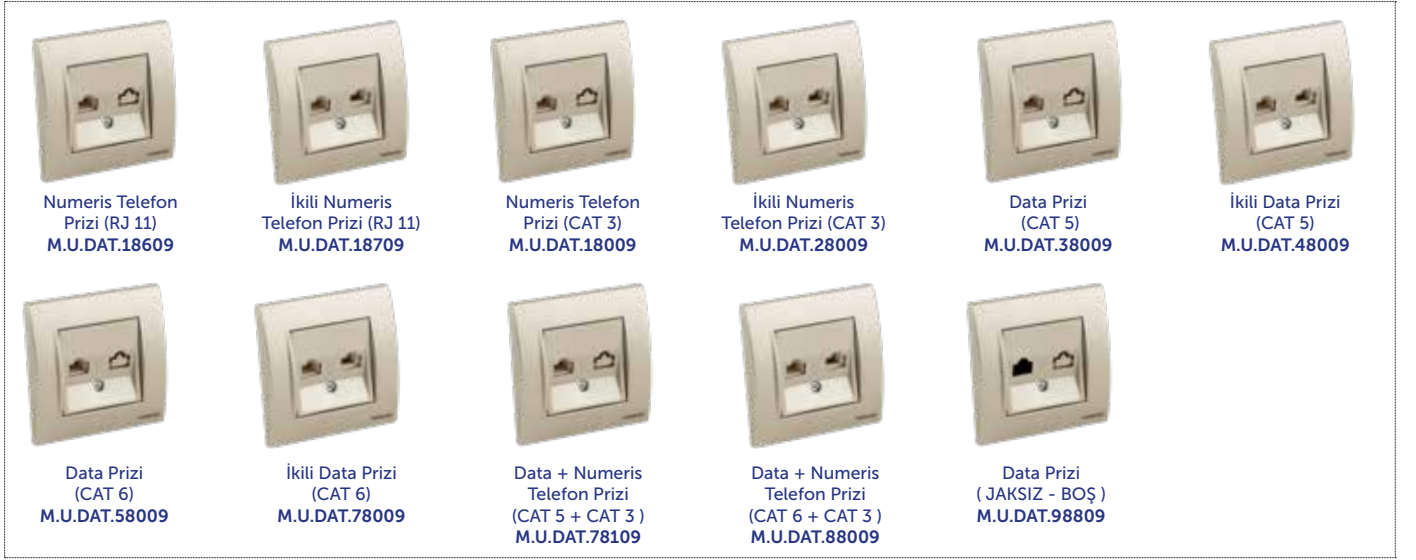 Numeris Telefon
Prizi (RJ 11)
M.U.DAT.18609
İkili Numeris
Telefon Prizi (RJ 11)
M.U.DAT.18709
Numeris Telefon
Prizi (CAT 3)
M.U.DAT.18009
İkili Numeris
Telefon Prizi (CAT 3)
M.U.DAT.28009
Data Prizi
(CAT 5)
M.U.DAT.38009
İkili Data Prizi
(CAT 5)
M.U.DAT.48009
Data Prizi
(CAT 6)
M.U.DAT.58009
İkili Data Prizi
(CAT 6)
M.U.DAT.78009
Data + Numeris
Telefon Prizi
(CAT 5 + CAT 3 )
M.U.DAT.78109
Data + Numeris
Telefon Prizi
(CAT 6 + CAT 3 )
M.U.DAT.88009
Data Prizi
( JAKSIZ - BOŞ )
M.U.DAT.98809